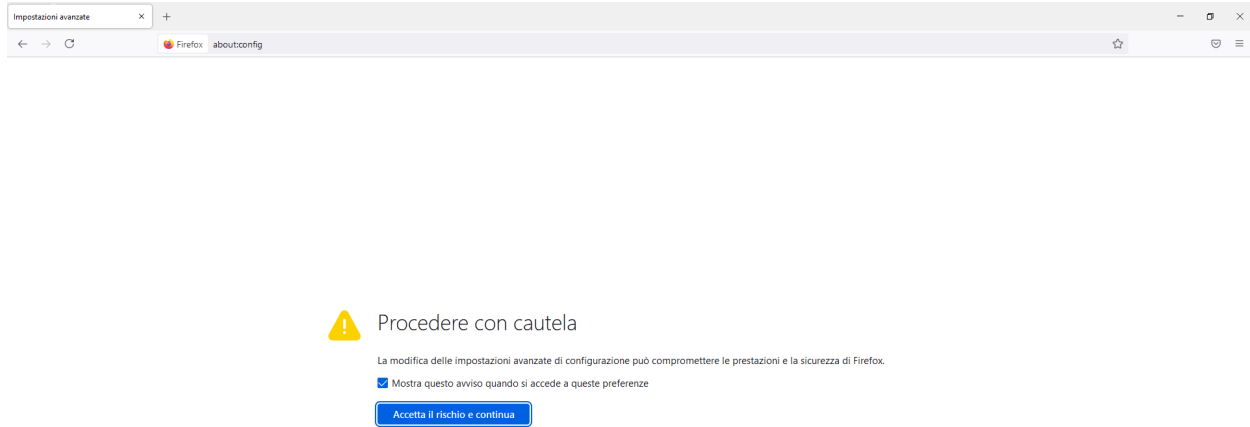 Impostazioni avanzate
Firefox about:config
Procedere con cautela
La modifica delle impostazioni avanzate di configurazione può compromettere le prestazioni e la sicurezza di Firefox.
Mostra questo avviso quando si accede a queste preferenze
Accetta il rischio e continua